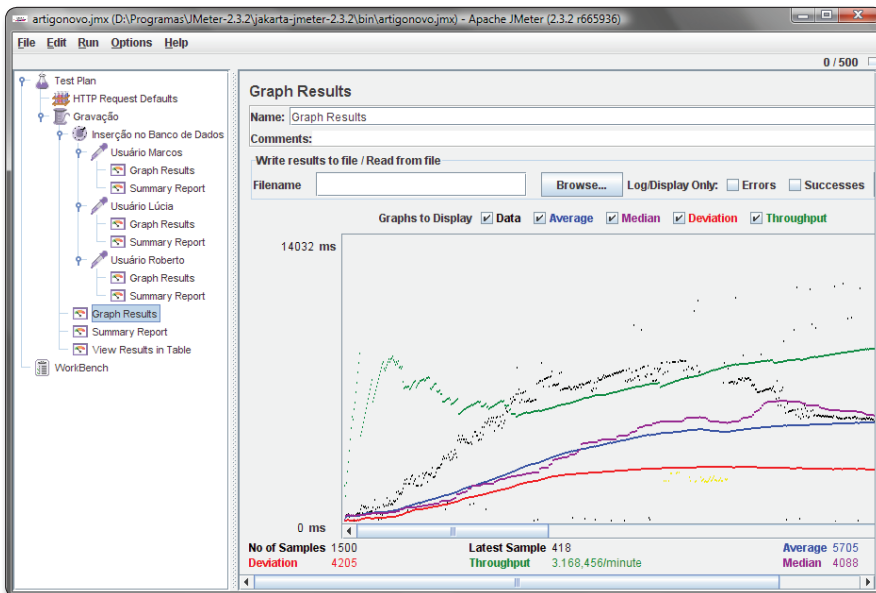 artigonovo.jmx (D:\Programas\JMeter-2.3.2\jakarta-jmeter-2.3.2\bin\artigonovo.jmx) - Apache JMeter (2.3.2 r665936)
File Edit Run Options Help
0 / 500
Test Plan
HTTP Request Defaults
Gravação
Inserção no Banco de Dados
Usuário Marcos
Graph Results
Summary Report
Usuário Lúcia
Graph Results
Summary Report
Usuário Roberto
Graph Results
Summary Report
Graph Results
Summary Report
View Results in Table
WorkBench
Graph Results
Name: Graph Results
Comments:
Write results to file / Read from file
Filename Browse... Log/Display Only: Errors Successes
Graphs to Display Data Average Median Deviation Throughput
14032 ms
0 ms
No of Samples 1500 Latest Sample 418 Average 5705
Deviation 4205 Throughput 3.168,456/minute Median 4088